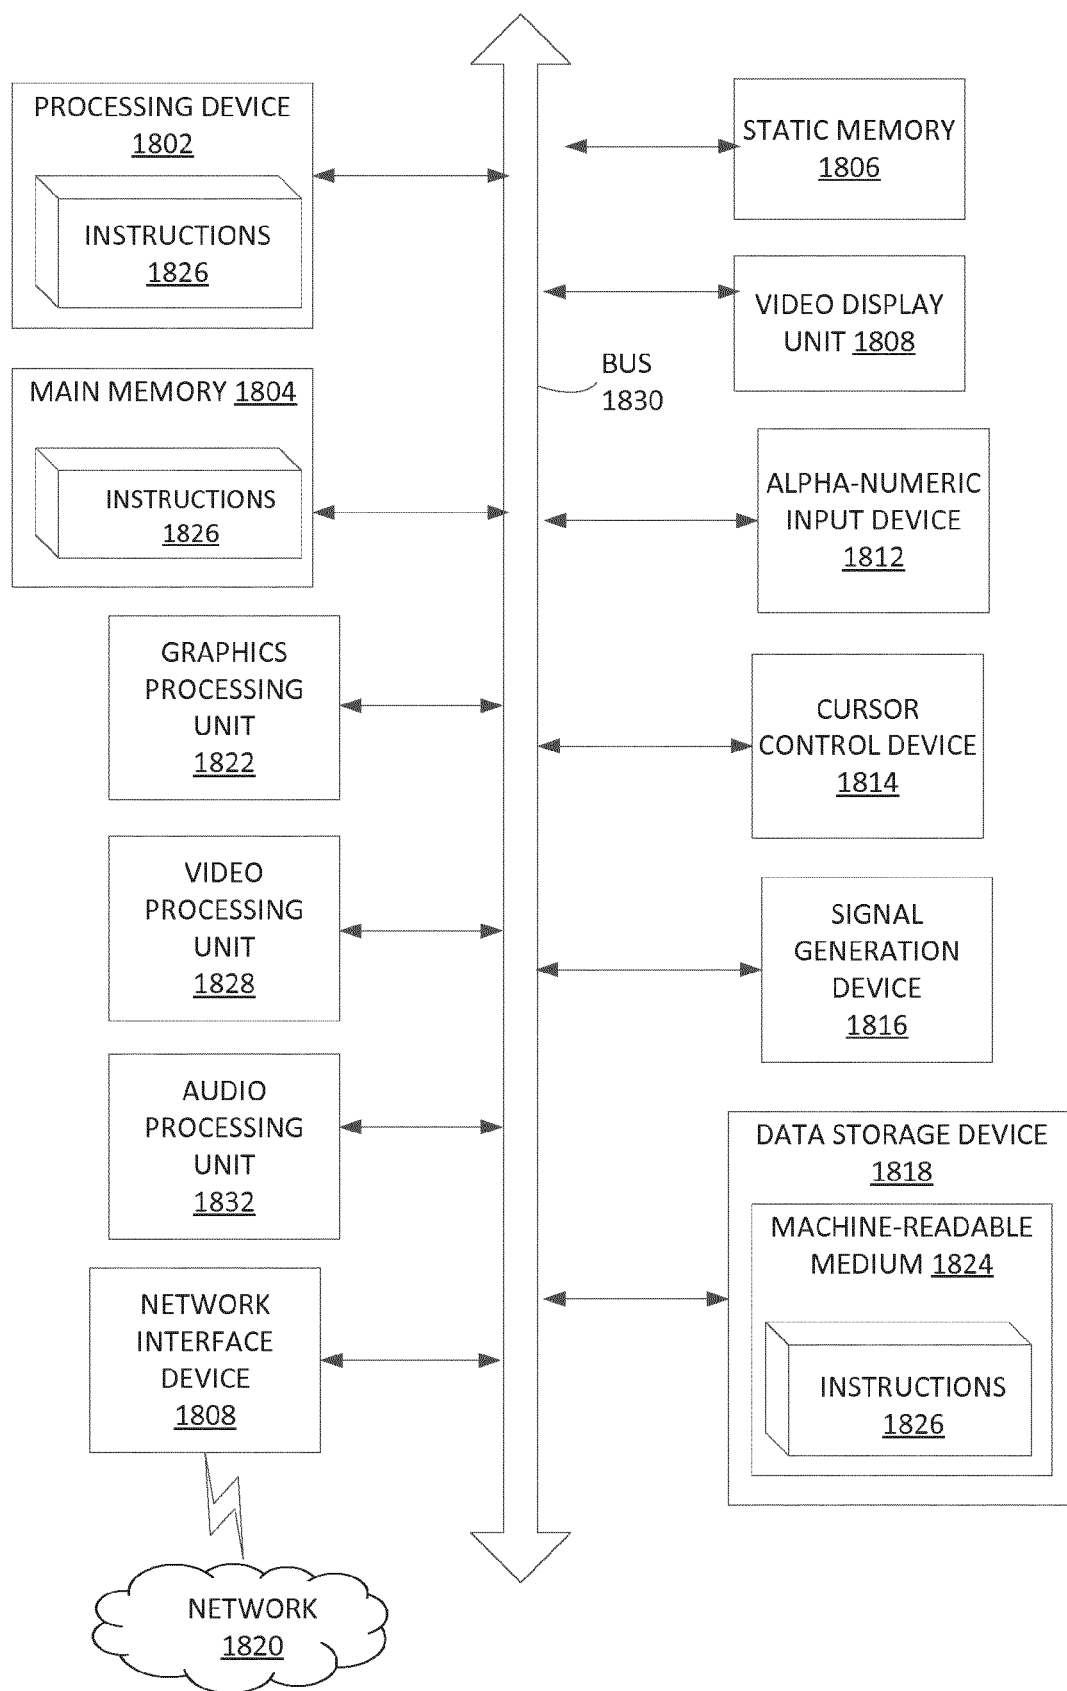 PROCESSING DEVICE
1802
INSTRUCTIONS
1826
MAIN MEMORY 1804
INSTRUCTIONS
1826
GRAPHICS
PROCESSING
UNIT
1822
VIDEO
PROCESSING
UNIT
1828
AUDIO
PROCESSING
UNIT
1832
NETWORK
INTERFACE
DEVICE
1808
NETWORK
1820
BUS
1830
STATIC MEMORY
1806
VIDEO DISPLAY
UNIT 1808
ALPHA-NUMERIC
INPUT DEVICE
1812
CURSOR
CONTROL DEVICE
1814
SIGNAL
GENERATION
DEVICE
1816
DATA STORAGE DEVICE
1818
MACHINE-READABLE
MEDIUM 1824
INSTRUCTIONS
1826